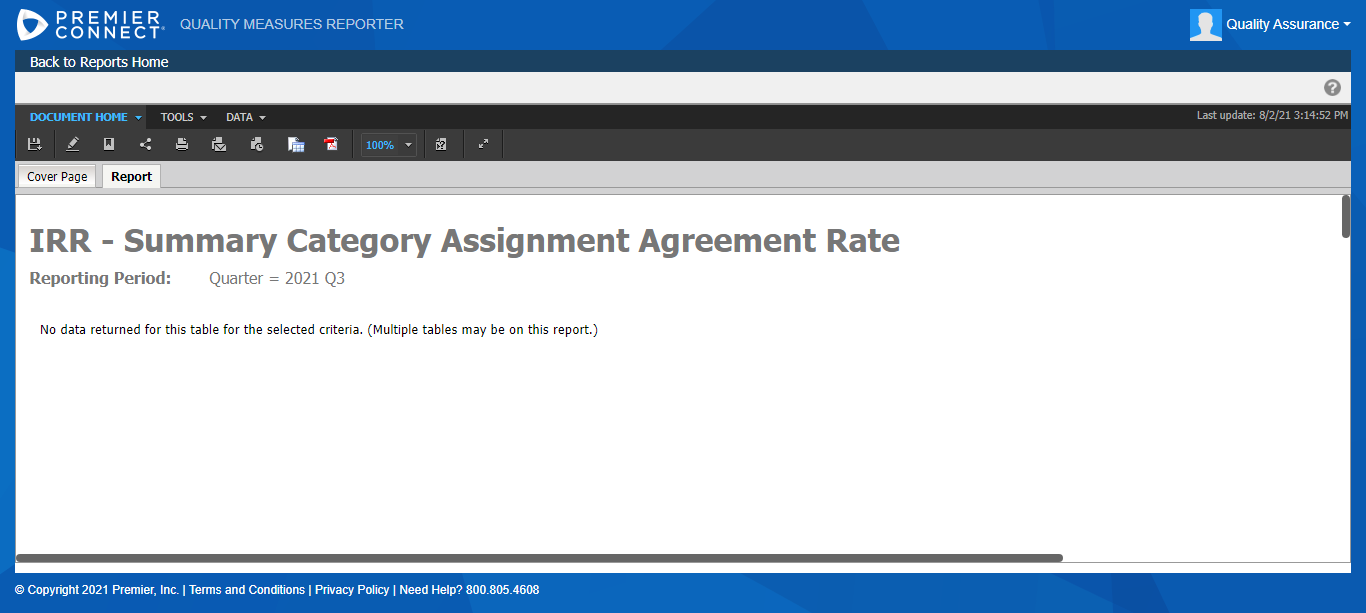 PREMIER CONNECT® QUALITY MEASURES REPORTER
Quality Assurance
Back to Reports Home
?
DOCUMENT HOME TOOLS DATA
Last update: 8/2/21 3:14:52 PM
100%
Cover Page Report
IRR - Summary Category Assignment Agreement Rate
Reporting Period: Quarter = 2021 Q3
No data returned for this table for the selected criteria. (Multiple tables may be on this report.)
© Copyright 2021 Premier, Inc. | Terms and Conditions | Privacy Policy | Need Help? 800.805.4608